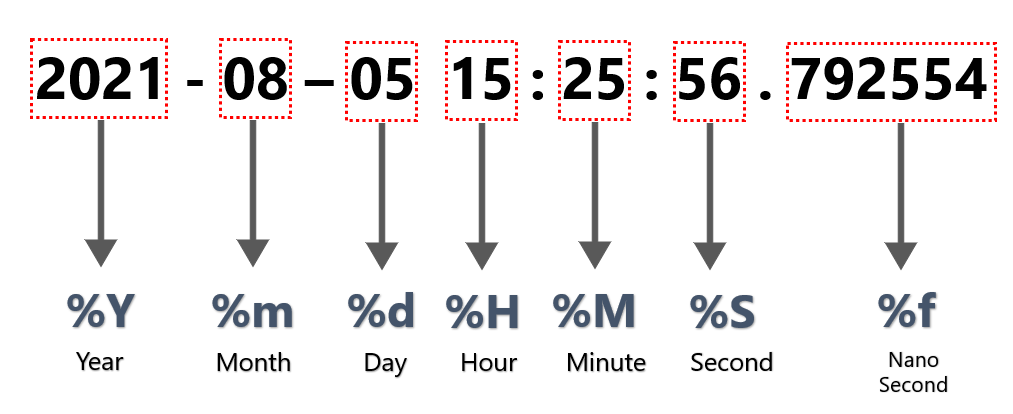 2021 - 08 – 05 15 : 25 : 56 . 792554
%Y %m %d %H %M %S %f
Year Month Day Hour Minute Second Nano
Second